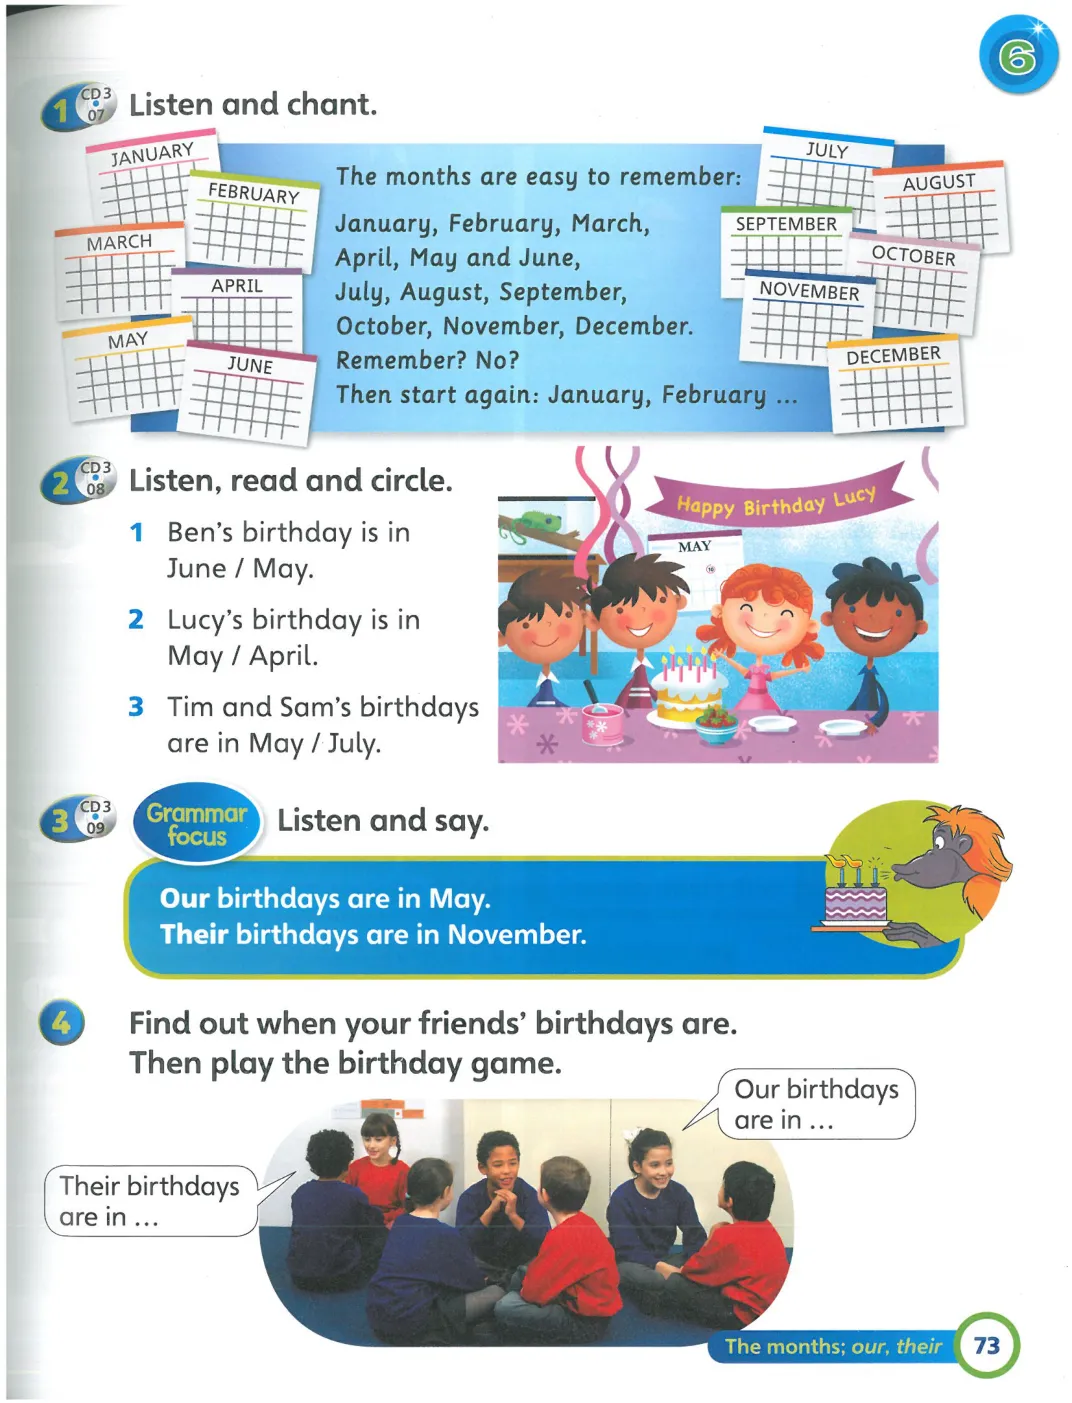 6
1 CD3 07 Listen and chant.
JANUARY
FEBRUARY
MARCH
APRIL
MAY
JUNE
The months are easy to remember:
January, February, March,
April, May and June,
July, August, September,
October, November, December.
Remember? No?
Then start again: January, February ...
JULY
AUGUST
SEPTEMBER
OCTOBER
NOVEMBER
DECEMBER
2 CD3 08 Listen, read and circle.
1 Ben's birthday is in
June / May.
2 Lucy's birthday is in
May / April.
3 Tim and Sam's birthdays
are in May / July.
Happy Birthday Lucy
MAY
3 CD3 09 Grammar
focus
Listen and say.
Our birthdays are in May.
Their birthdays are in November.
4 Find out when your friends' birthdays are.
Then play the birthday game.
Our birthdays
are in ...
Their birthdays
are in ...
The months; our, their 73